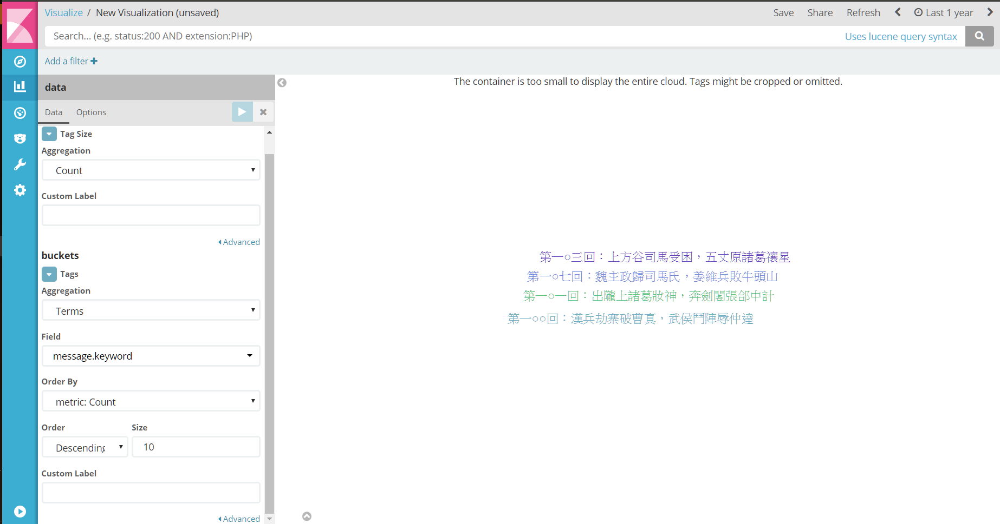 Visualize / New Visualization (unsaved)
Save Share Refresh Last 1 year
Search... (e.g. status:200 AND extension:PHP)
Uses lucene query syntax
Add a filter
data
Data Options
Tag Size
Aggregation
Count
Custom Label
Advanced
buckets
Tags
Aggregation
Terms
Field
message.keyword
Order By
metric: Count
Order Size
Descending 10
Custom Label
Advanced
The container is too small to display the entire cloud. Tags might be cropped or omitted.
第一○三回：上方谷司馬受困，五丈原諸葛禳星
第一○七回：魏主政歸司馬氏，姜維兵敗牛頭山
第一○一回：出隴上諸葛妝神，奔劍閣張郃中計
第一○○回：漢兵劫寨破曹真，武侯鬥陣辱仲達